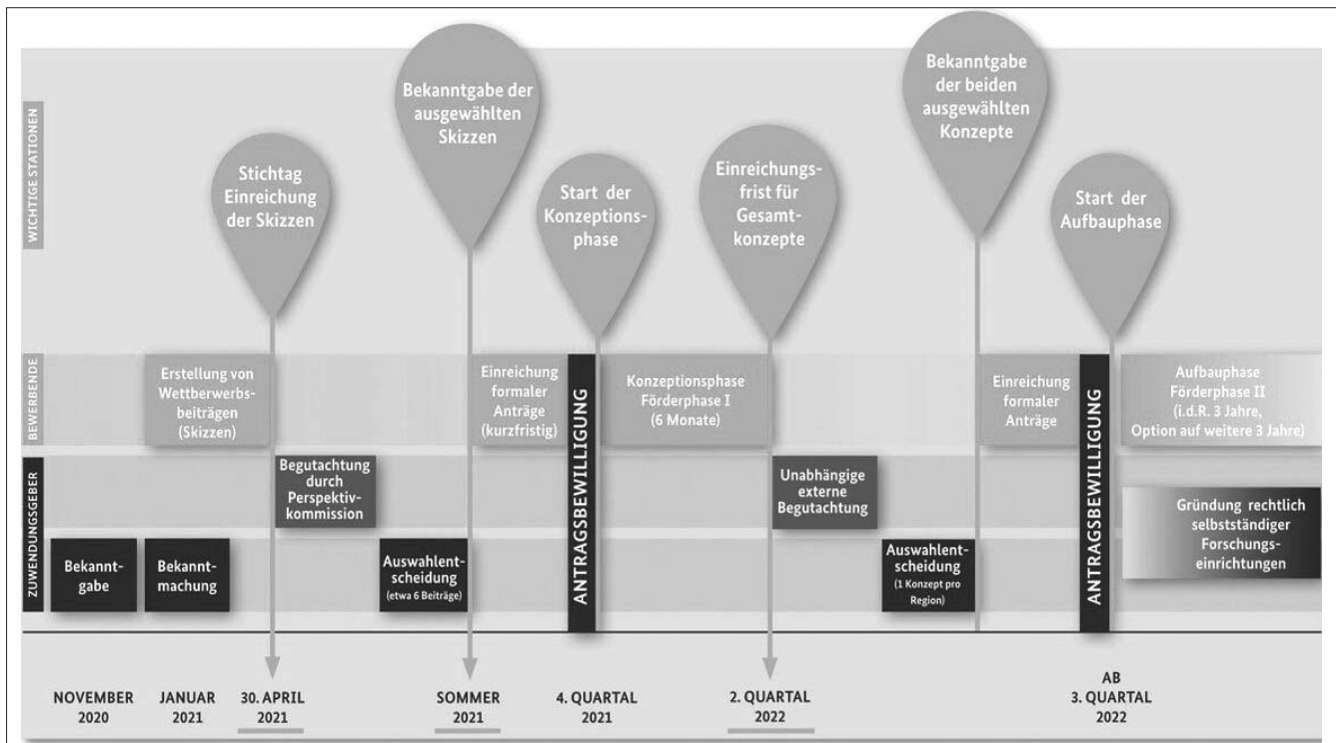 WICHTIGE STATIONEN
Stichtag
Einreichung
der Skizzen
Bekanntgabe der
ausgewählten
Skizzen
Start der
Konzeptions-
phase
Einreichungs-
frist für
Gesamt-
konzepte
Bekanntgabe
der beiden
ausgewählten
Konzepte
Start der
Aufbauphase
BEWERBENDE
Erstellung von
Wettberwerbs-
beiträgen
(Skizzen)
Einreichung
formaler
Anträge
(kurzfristig)
ANTRAGSBEWILLIGUNG
Konzeptionsphase
Förderphase I
(6 Monate)
Einreichung
formaler
Anträge
ANTRAGSBEWILLIGUNG
Aufbauphase
Förderphase II
(i.d.R. 3 Jahre,
Option auf weitere 3 Jahre)
ZUWENDUNGSGEBER
Begutachtung
durch
Perspektiv-
kommission
Unabhängige
externe
Begutachtung
Gründung rechtlich
selbstständiger
Forschungs-
einrichtungen
Bekannt-
gabe
Bekannt-
machung
Auswahlent-
scheidung
(etwa 6 Beiträge)
Auswahlent-
scheidung
(1 Konzept pro
Region)
NOVEMBER
2020
JANUAR
2021
30. APRIL
2021
SOMMER
2021
4. QUARTAL
2021
2. QUARTAL
2022
AB
3. QUARTAL
2022